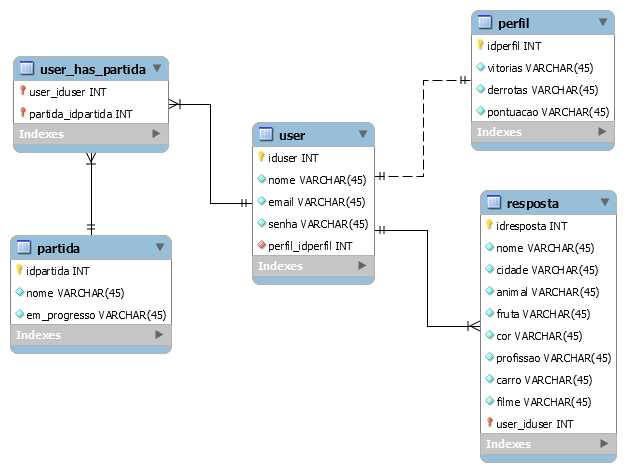 perfil
idperfil INT
vitorias VARCHAR(45)
derrotas VARCHAR(45)
pontuacao VARCHAR(45)
Indexes
user_has_partida
user_iduser INT
partida_idpartida INT
Indexes
user
iduser INT
nome VARCHAR(45)
email VARCHAR(45)
senha VARCHAR(45)
perfil_idperfil INT
Indexes
resposta
idresposta INT
nome VARCHAR(45)
cidade VARCHAR(45)
animal VARCHAR(45)
fruta VARCHAR(45)
cor VARCHAR(45)
profissao VARCHAR(45)
carro VARCHAR(45)
filme VARCHAR(45)
user_iduser INT
Indexes
partida
idpartida INT
nome VARCHAR(45)
em_progresso VARCHAR(45)
Indexes